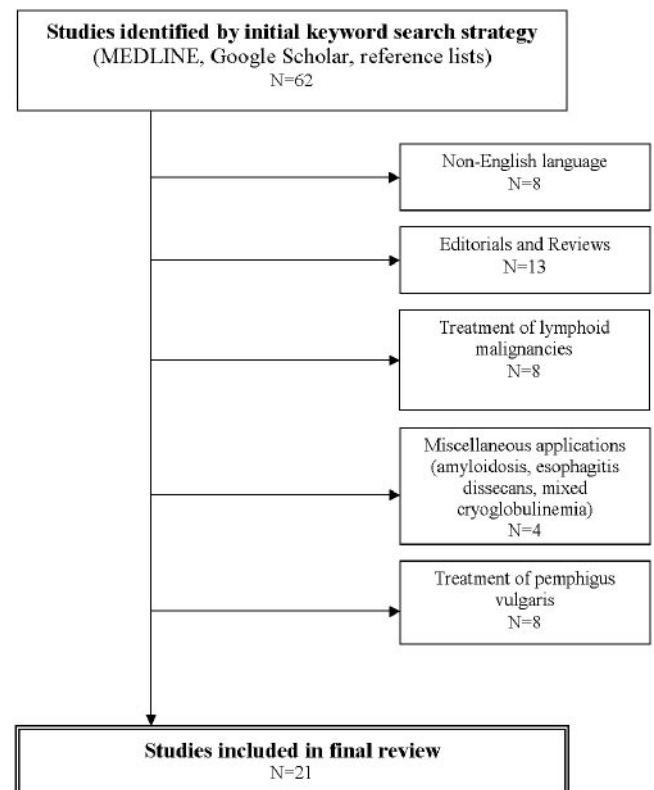 Studies identified by initial keyword search strategy
(MEDLINE, Google Scholar, reference lists)
N=62
Non-English language
N=8
Editorials and Reviews
N=13
Treatment of lymphoid
malignancies
N=8
Miscellaneous applications
(amyloidosis, esophagitis
dissecans, mixed
cryoglobulinemia)
N=4
Treatment of pemphigus
vulgaris
N=8
Studies included in final review
N=21